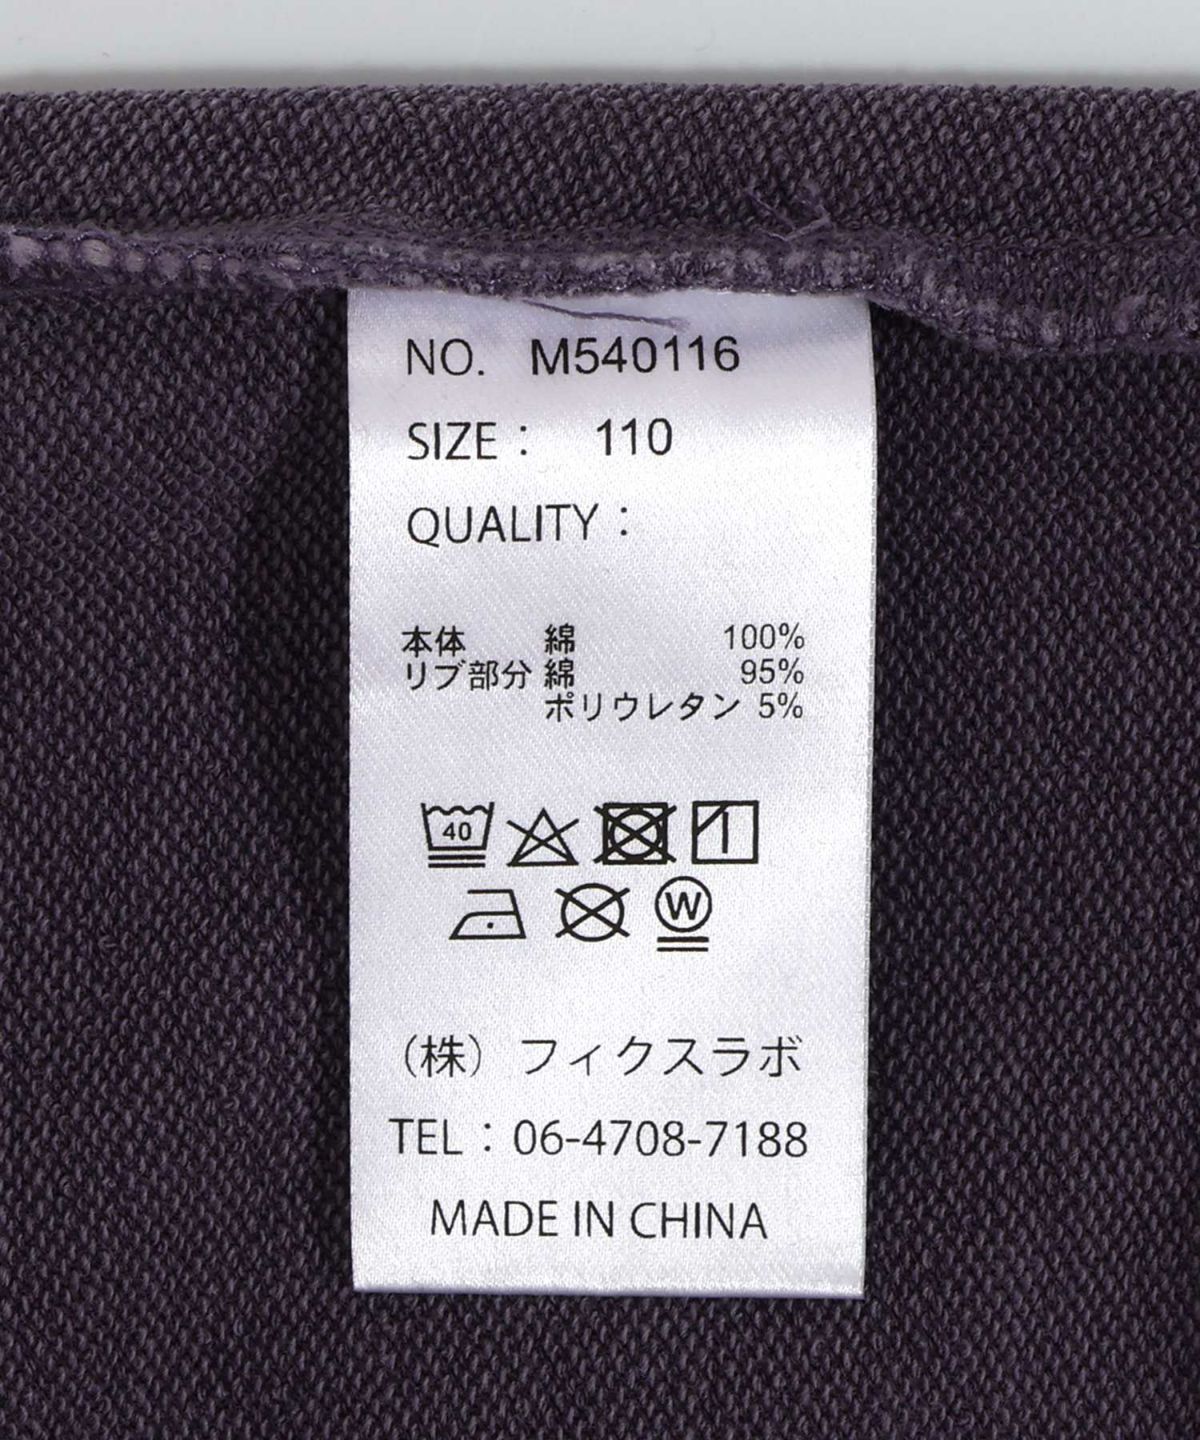 NO. M540116
SIZE： 110
QUALITY：
本体 綿 100%
リブ部分 綿 95%
ポリウレタン 5%
40
W
（株）フィクスラボ
TEL：06-4708-7188
MADE IN CHINA